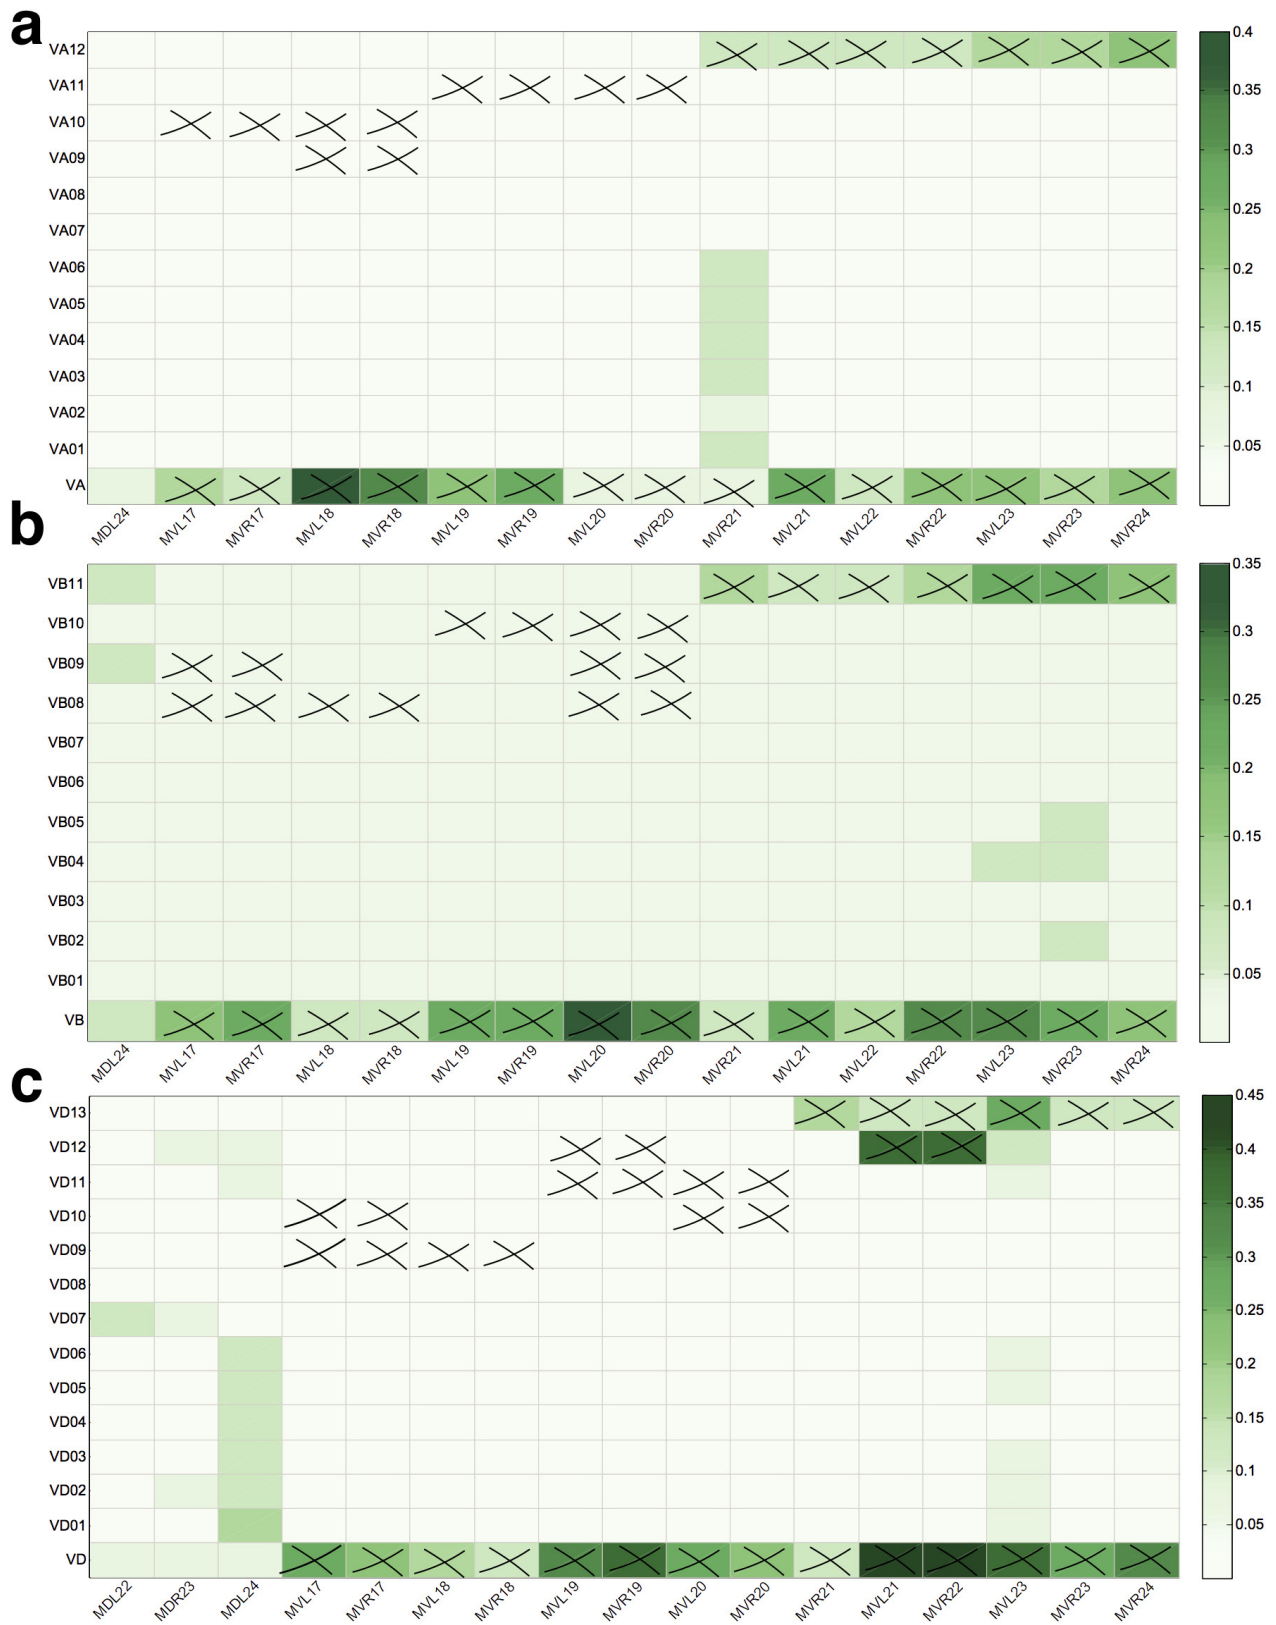 a
VA12
VA11
VA10
VA09
VA08
VA07
VA06
VA05
VA04
VA03
VA02
VA01
VA
MDL24 MVL17 MVR17 MVL18 MVR18 MVL19 MVR19 MVL20 MVR20 MVR21 MVL21 MVL22 MVR22 MVL23 MVR23 MVR24
0.4
0.35
0.3
0.25
0.2
0.15
0.1
0.05
b
VB11
VB10
VB09
VB08
VB07
VB06
VB05
VB04
VB03
VB02
VB01
VB
MDL24 MVL17 MVR17 MVL18 MVR18 MVL19 MVR19 MVL20 MVR20 MVR21 MVL21 MVL22 MVR22 MVL23 MVR23 MVR24
0.35
0.3
0.25
0.2
0.15
0.1
0.05
c
VD13
VD12
VD11
VD10
VD09
VD08
VD07
VD06
VD05
VD04
VD03
VD02
VD01
VD
MDL22 MDR23 MDL24 MVL17 MVR17 MVL18 MVR18 MVL19 MVR19 MVL20 MVR20 MVR21 MVL21 MVR22 MVL23 MVR23 MVR24
0.45
0.4
0.35
0.3
0.25
0.2
0.15
0.1
0.05